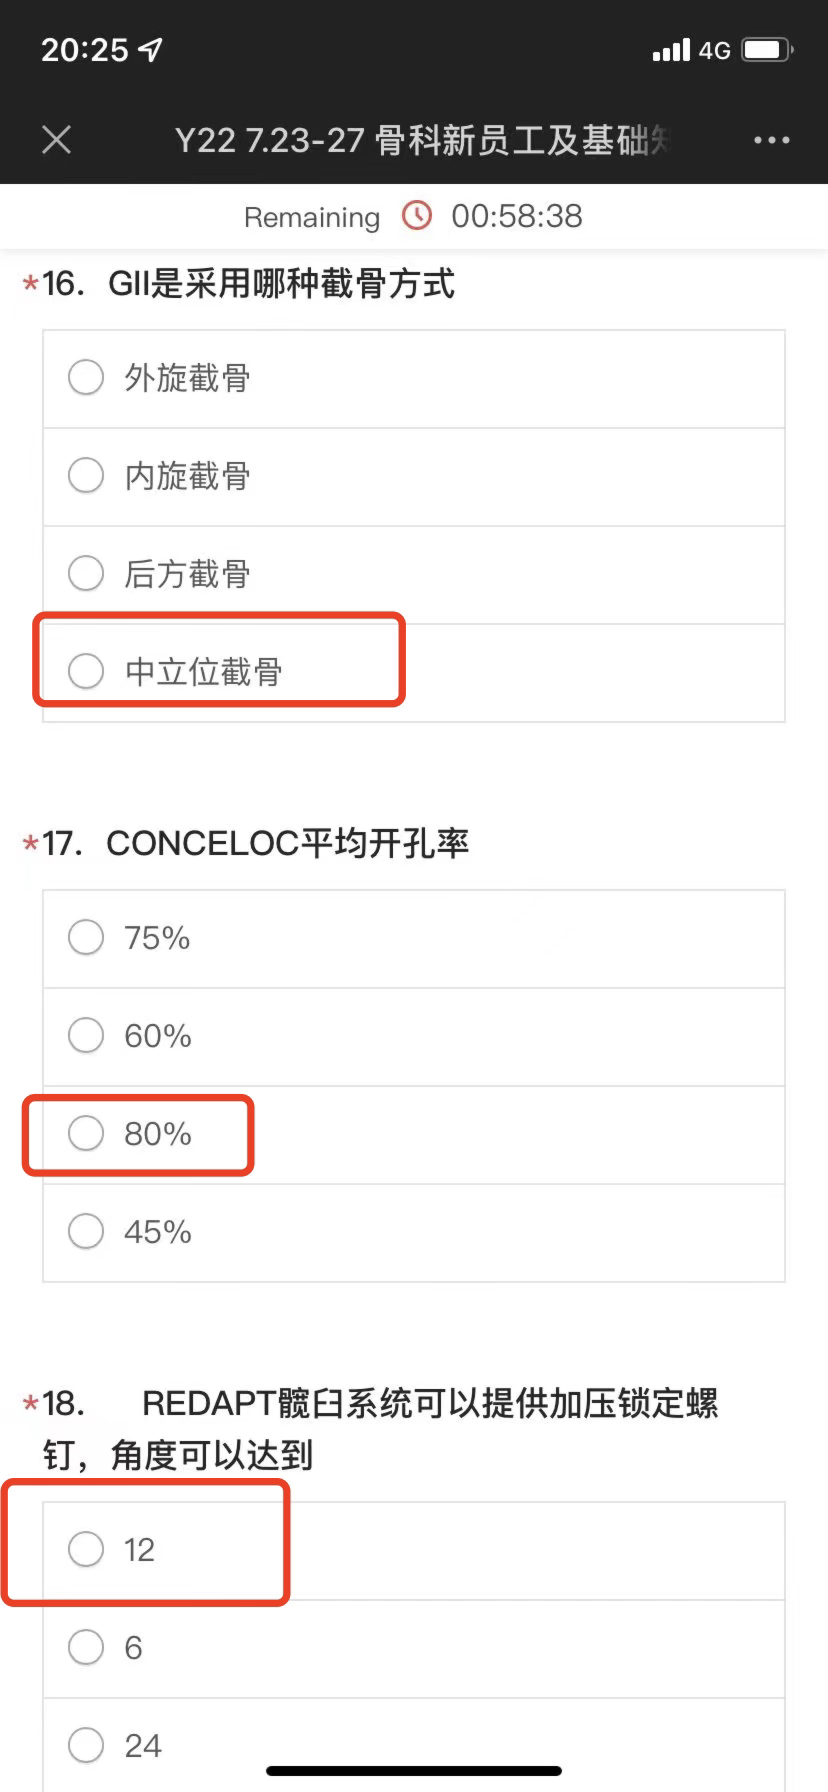 20:25
4G
Y22 7.23-27 骨科新员工及基础知
Remaining 00:58:38
*16. GII是采用哪种截骨方式
外旋截骨
内旋截骨
后方截骨
中立位截骨
*17. CONCELOC平均开孔率
75%
60%
80%
45%
*18. REDAPT髋臼系统可以提供加压锁定螺
钉，角度可以达到
12
6
24